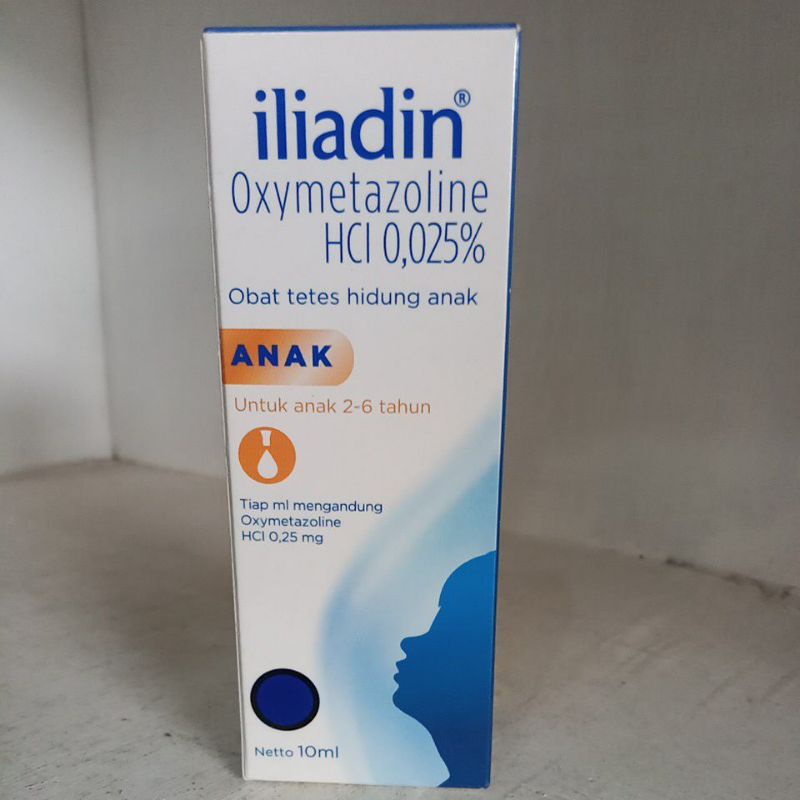 iliadin®
Oxymetazoline
HCl 0,025%
Obat tetes hidung anak
ANAK
Untuk anak 2-6 tahun
Tiap ml mengandung
Oxymetazoline
HCl 0,25 mg
Netto 10ml